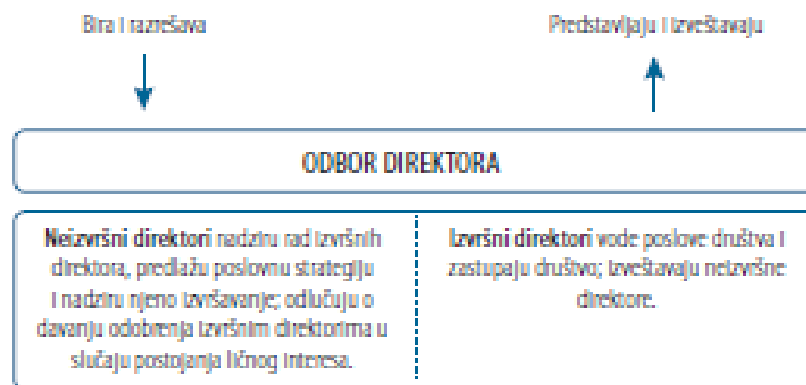 Bira i razrešava
Predstavljaju i izveštavaju
ODBOR DIREKTORA
Neizvršni direktori nadziru rad izvršnih
direktora, predlažu poslovnu strategiju
i nadziru njeno izvršavanje; odlučuju o
davanju odobrenja izvršnim direktorima u
slučaju postojanja ličnog interesa.
Izvršni direktori vode poslove društva i
zastupaju društvo; izveštavaju neizvršne
direktore.